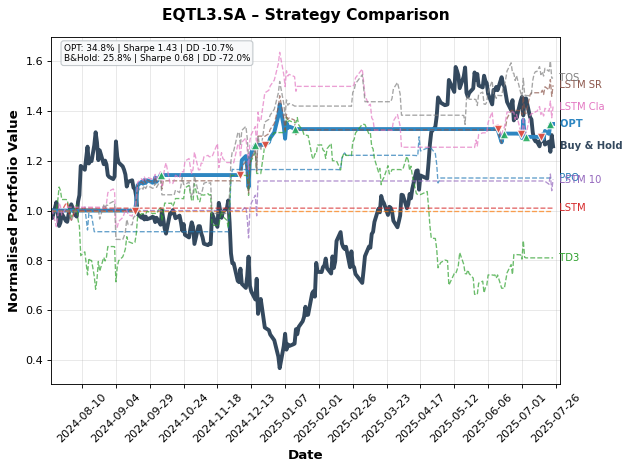 EQTL3.SA – Strategy Comparison
OPT: 34.8% | Sharpe 1.43 | DD -10.7%
B&Hold: 25.8% | Sharpe 0.68 | DD -72.0%
Normalised Portfolio Value
1.6
1.4
1.2
1.0
0.8
0.6
0.4
LSTM SR
LSTM Cla
OPT
Buy & Hold
LSTM 10
LSTM
TD3
2024-08-10
2024-09-04
2024-09-29
2024-10-24
2024-11-18
2024-12-13
2025-01-07
2025-02-01
2025-02-26
2025-03-23
2025-04-17
2025-05-12
2025-06-06
2025-07-01
2025-07-26
Date